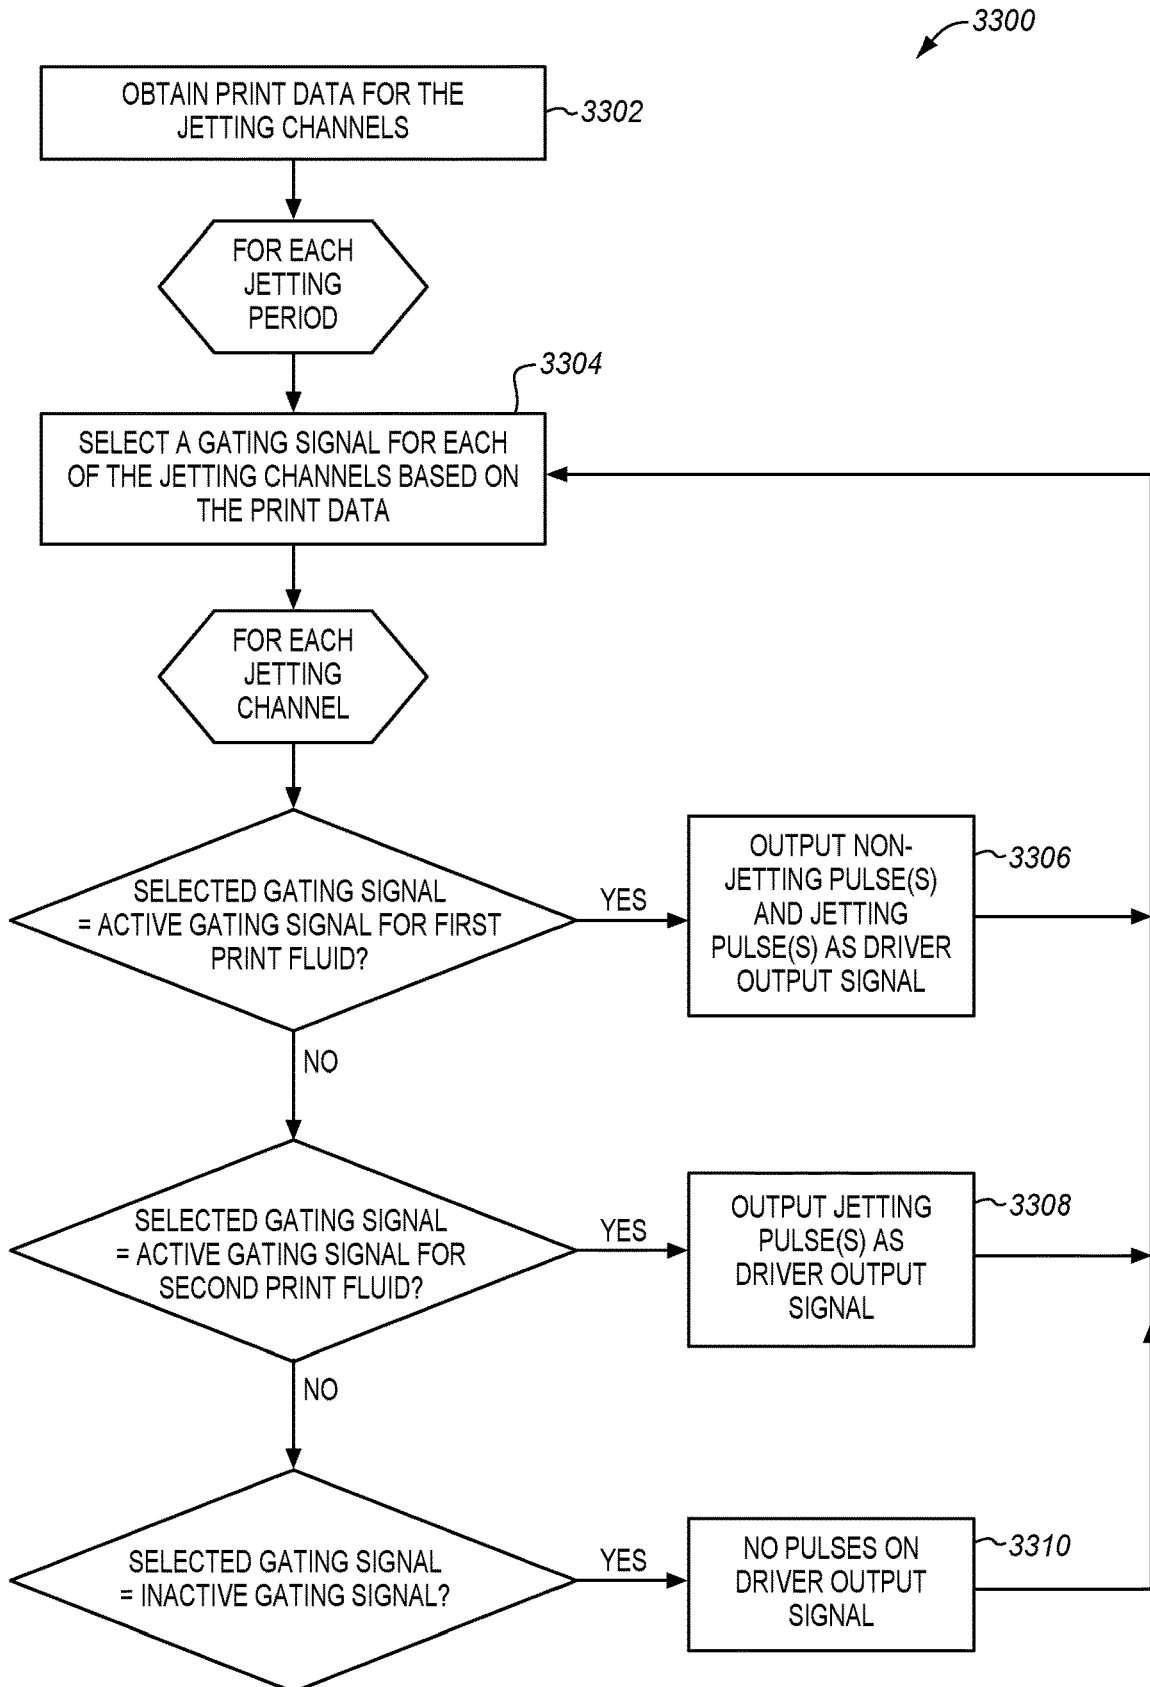 3300
OBTAIN PRINT DATA FOR THE
JETTING CHANNELS
3302
FOR EACH
JETTING
PERIOD
3304
SELECT A GATING SIGNAL FOR EACH
OF THE JETTING CHANNELS BASED ON
THE PRINT DATA
FOR EACH
JETTING
CHANNEL
SELECTED GATING SIGNAL
= ACTIVE GATING SIGNAL FOR FIRST
PRINT FLUID?
YES
OUTPUT NON-
JETTING PULSE(S)
AND JETTING
PULSE(S) AS DRIVER
OUTPUT SIGNAL
3306
NO
SELECTED GATING SIGNAL
= ACTIVE GATING SIGNAL FOR
SECOND PRINT FLUID?
YES
OUTPUT JETTING
PULSE(S) AS
DRIVER OUTPUT
SIGNAL
3308
NO
SELECTED GATING SIGNAL
= INACTIVE GATING SIGNAL?
YES
NO PULSES ON
DRIVER OUTPUT
SIGNAL
3310